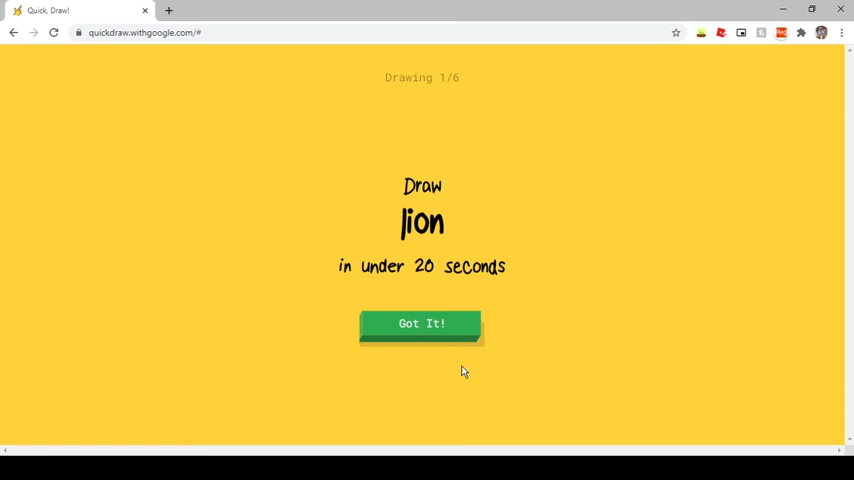 Quick, Draw!
quickdraw.withgoogle.com/#
Drawing 1/6
Draw
lion
in under 20 seconds
Got It!